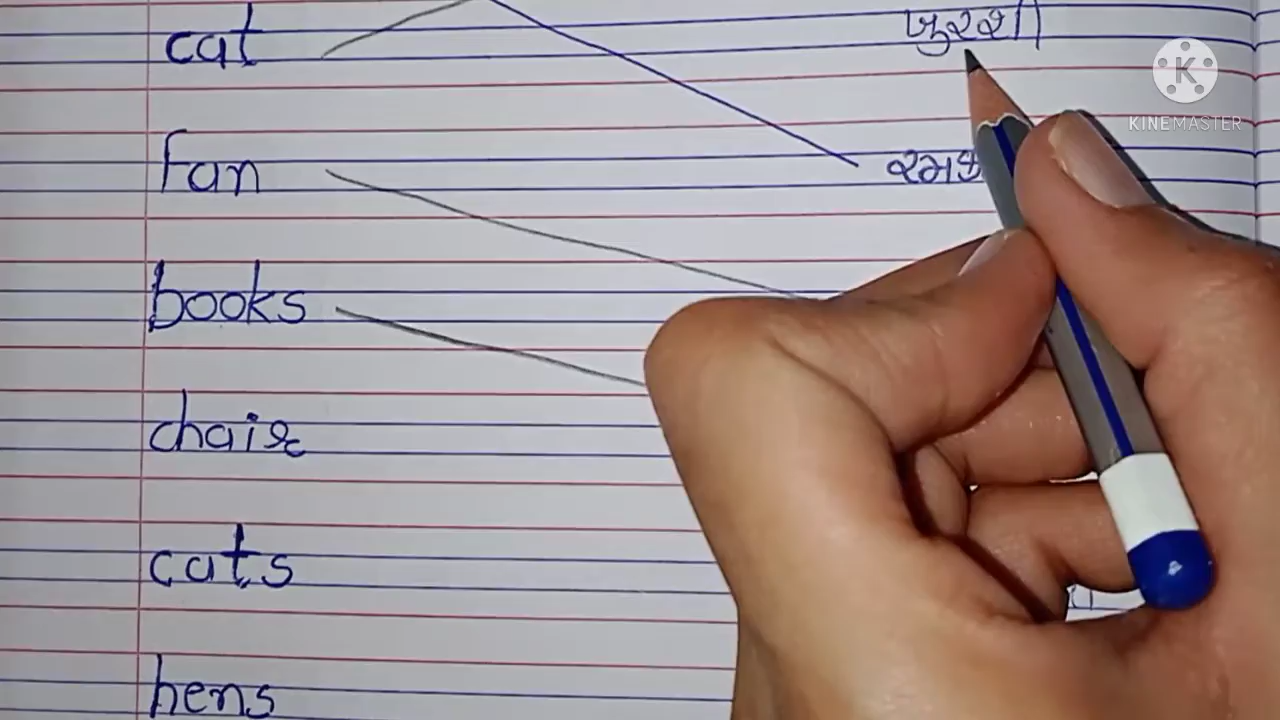 cat ખુરશી
Fan
books
chair
cats
hens
KINEMASTER